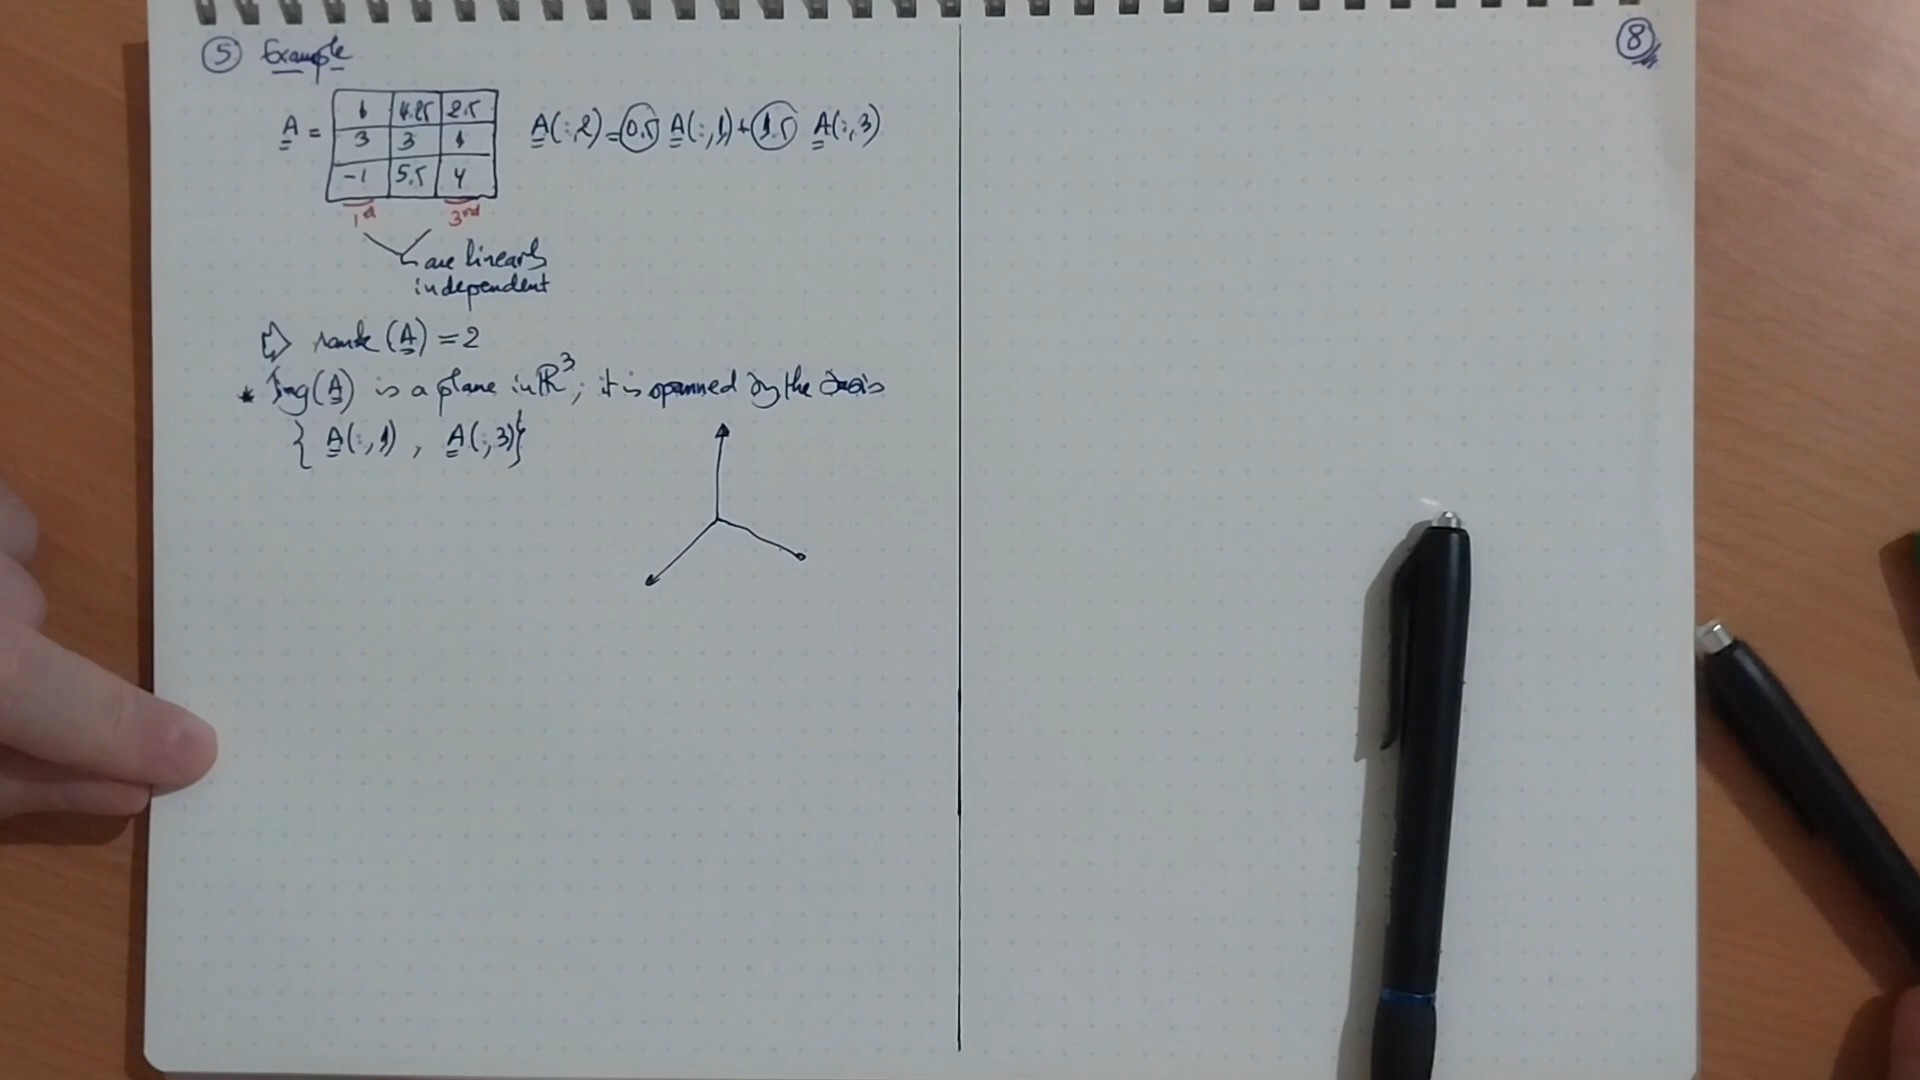 5 Example
8
A = 1 4.25 2.5
3 3 1
-1 5.5 4
A(:,2) = 0.5 A(:,1) + 1.5 A(:,3)
1st 3rd
are linearly
independent
⇨ rank (A) = 2
* Img(A) is a plane in ℝ³; it is spanned by the basis
{ A(:,1) , A(:,3)}